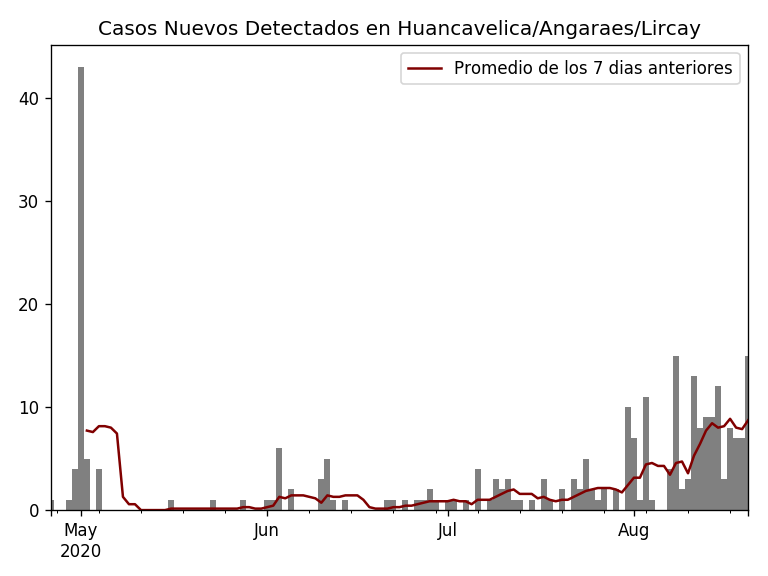 Casos Nuevos Detectados en Huancavelica/Angaraes/Lircay
Promedio de los 7 dias anteriores
40
30
20
10
0
May Jun Jul Aug
2020